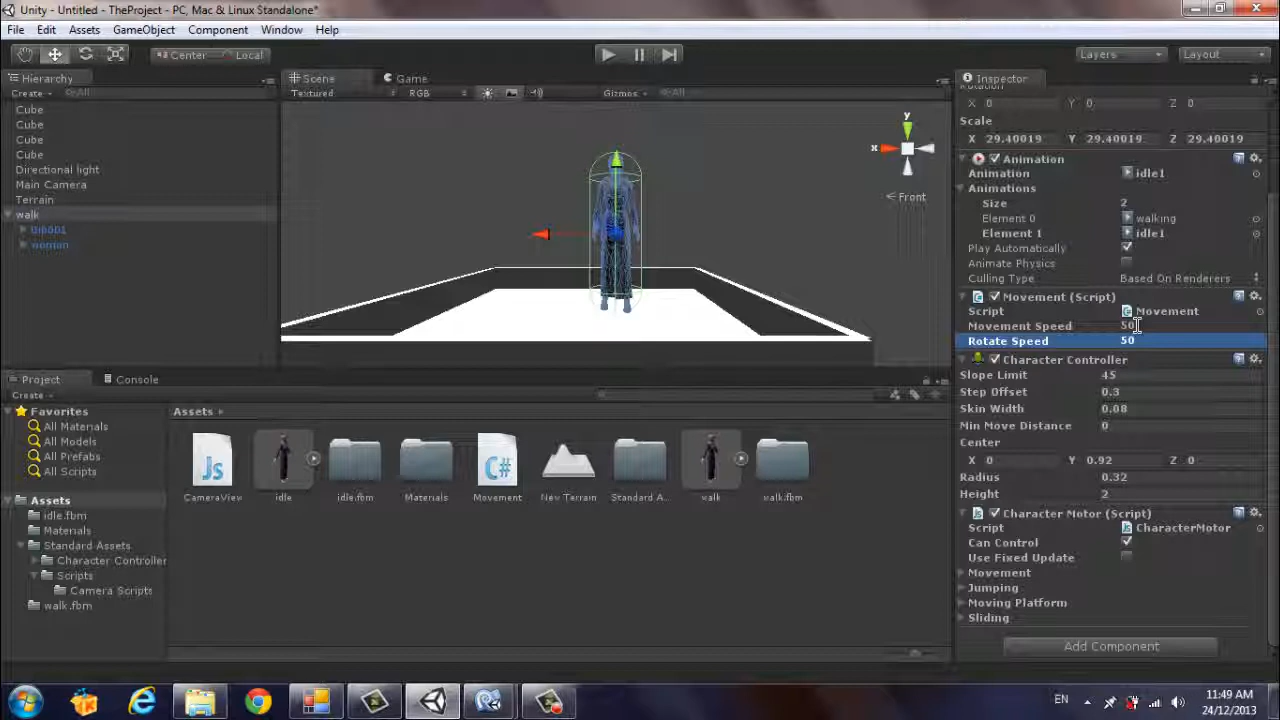 Unity - Untitled - TheProject - PC, Mac & Linux Standalone*
File Edit Assets GameObject Component Window Help
Center Local Layers Layout
Hierarchy
Create All
Cube
Cube
Cube
Cube
Directional light
Main Camera
Terrain
walk
Bib001
woman
Scene Game
Textured RGB Gizmos All
y
x
Front
Inspector
Rotation
X 0 Y 0 Z 0
Scale
X 29.40019 Y 29.40019 Z 29.40019
Animation
Animation idle1
Animations
Size 2
Element 0 walking
Element 1 idle1
Play Automatically
Animate Physics
Culling Type Based On Renderers
Movement (Script)
Script Movement
Movement Speed 50
Rotate Speed 50
Character Controller
Slope Limit 45
Step Offset 0.3
Skin Width 0.08
Min Move Distance 0
Center
X 0 Y 0.92 Z 0
Radius 0.32
Height 2
Character Motor (Script)
Script CharacterMotor
Can Control
Use Fixed Update
Movement
Jumping
Moving Platform
Sliding
Add Component
Project Console
Create
Favorites
All Materials
All Models
All Prefabs
All Scripts
Assets
idle.fbm
Materials
Standard Assets
Character Controller
Scripts
Camera Scripts
walk.fbm
Assets
Js C#
CameraView idle idle.fbm Materials Movement New Terrain Standard A... walk walk.fbm
EN
11:49 AM
24/12/2013